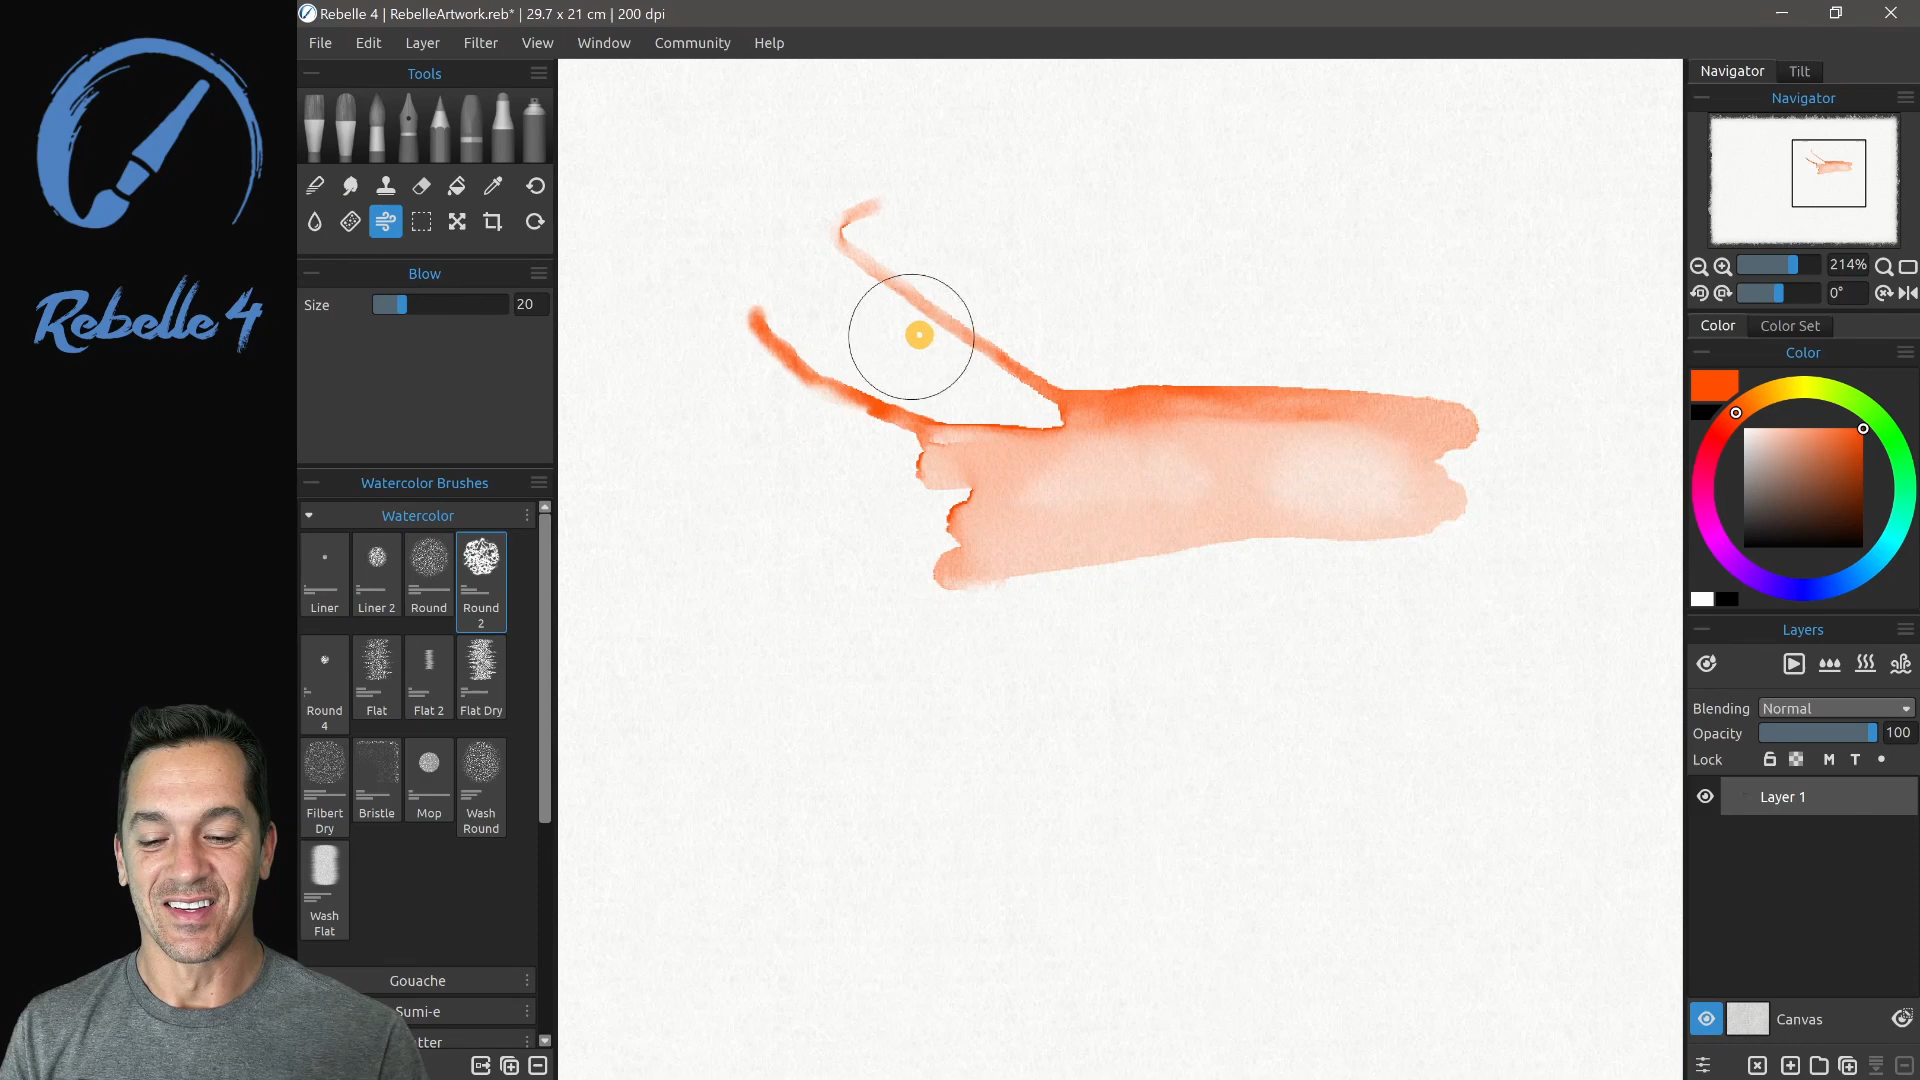 Rebelle 4
Rebelle 4 | RebelleArtwork.reb* | 29.7 x 21 cm | 200 dpi
File Edit Layer Filter View Window Community Help
Tools
Blow
Size 20
Watercolor Brushes
Watercolor
Liner Liner 2 Round Round 2
Round 4 Flat Flat 2 Flat Dry
Filbert Dry Bristle Mop Wash Round
Wash Flat
Gouache
Sumi-e
Navigator Tilt
Navigator
214%
0°
Color Color Set
Color
Layers
Blending Normal
Opacity 100
Lock M T
Layer 1
Canvas